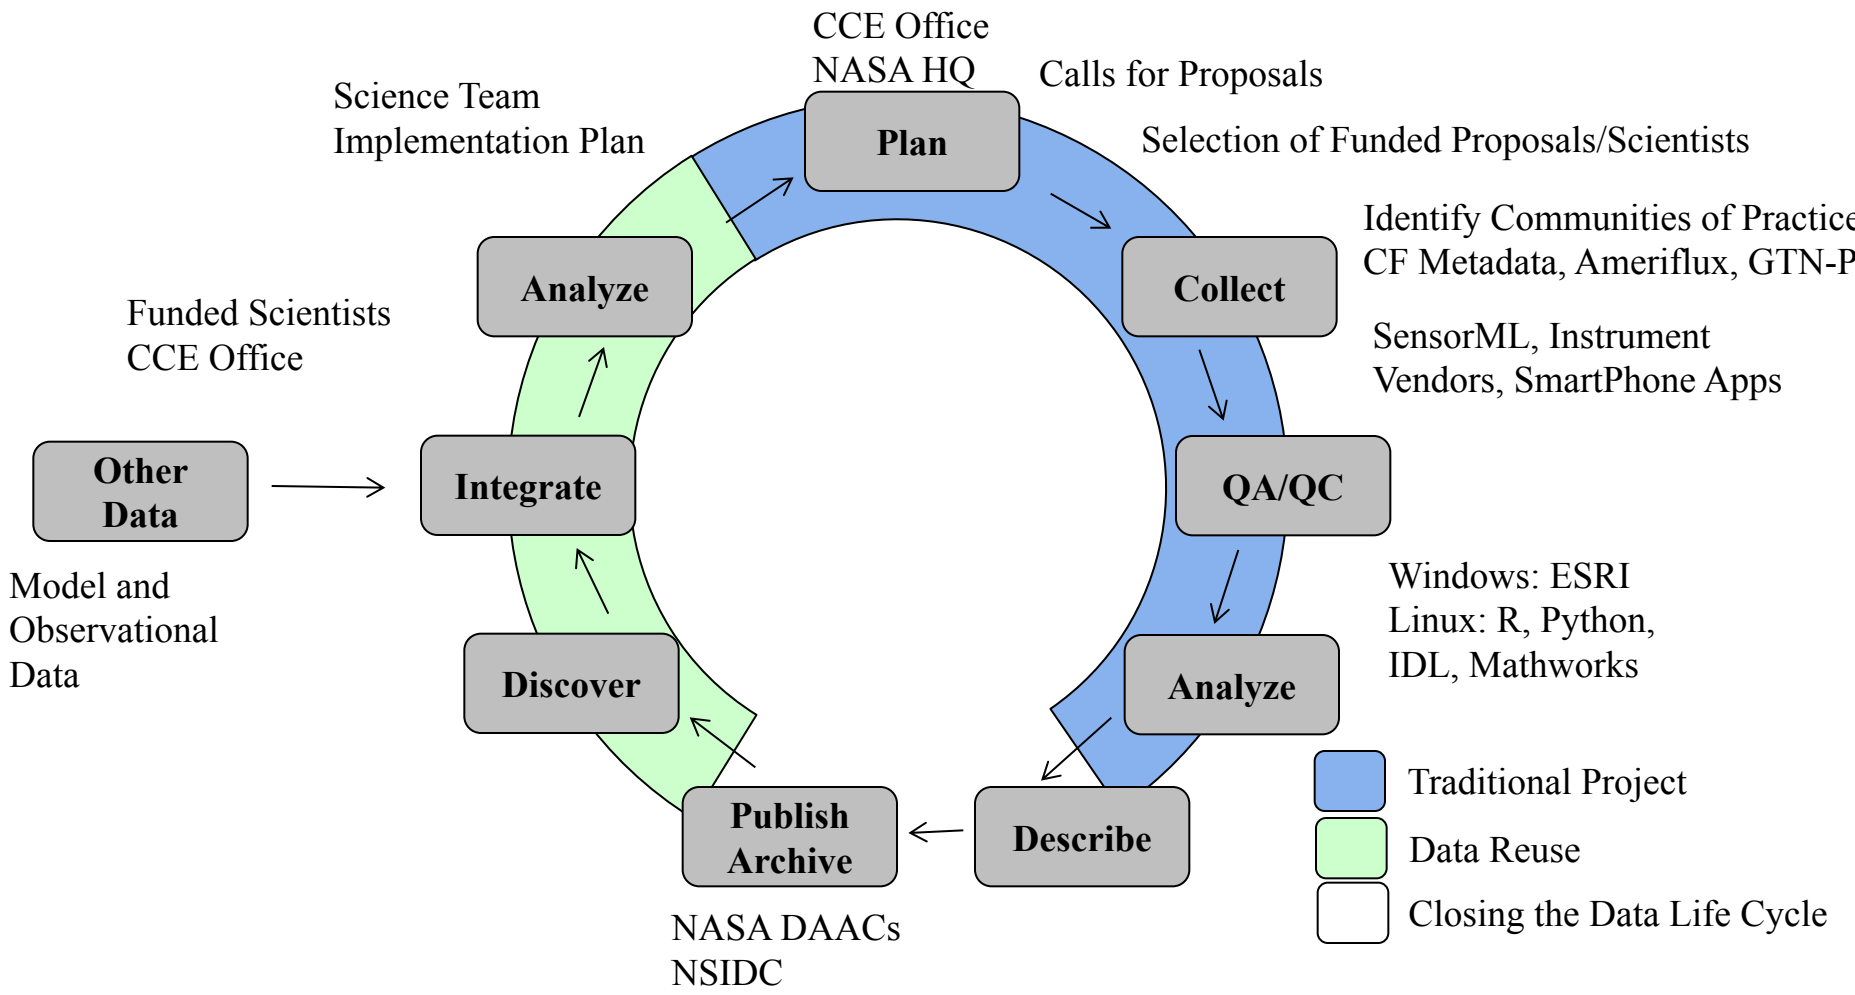 CCE Office
NASA HQ
Calls for Proposals
Science Team
Implementation Plan
Plan
Selection of Funded Proposals/Scientists
Identify Communities of Practice
CF Metadata, Ameriflux, GTN-P
Analyze
Collect
Funded Scientists
CCE Office
SensorML, Instrument
Vendors, SmartPhone Apps
Other
Data
Integrate
QA/QC
Model and
Observational
Data
Windows: ESRI
Linux: R, Python,
IDL, Mathworks
Discover
Analyze
Traditional Project
Publish
Archive
Describe
Data Reuse
Closing the Data Life Cycle
NASA DAACs
NSIDC